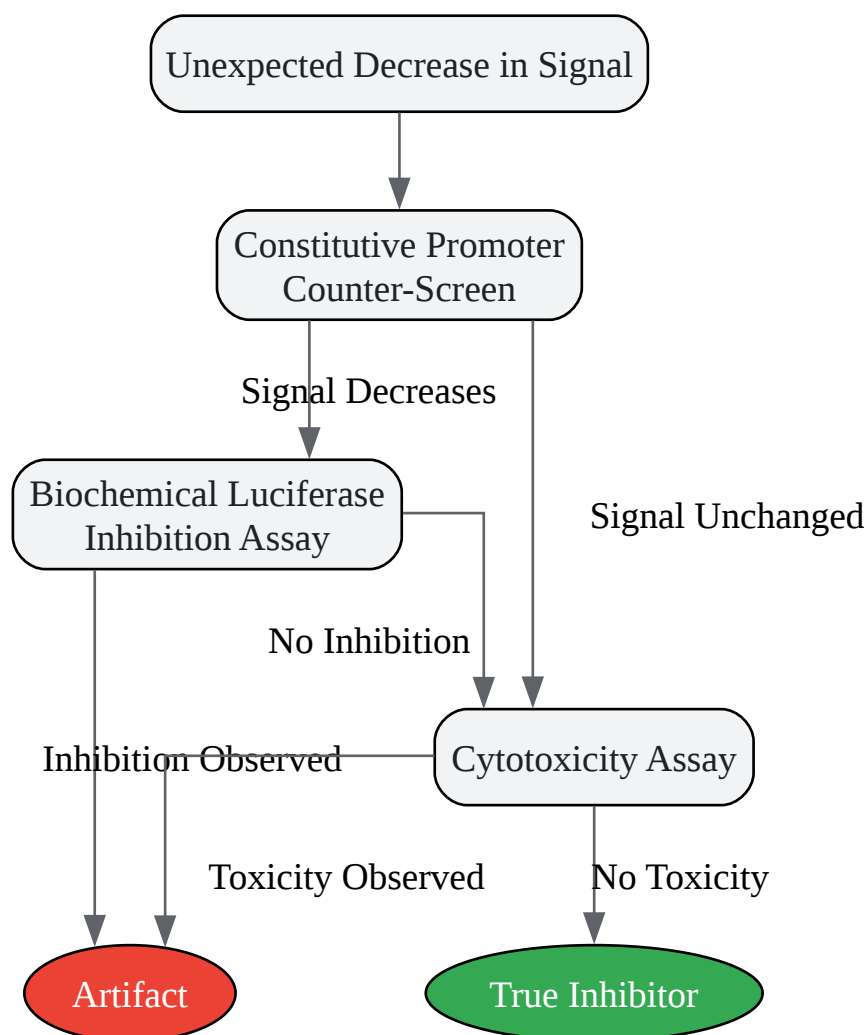 Unexpected Decrease in Signal
Constitutive Promoter
Counter-Screen
Signal Decreases
Biochemical Luciferase
Inhibition Assay
Signal Unchanged
No Inhibition
Inhibition Observed
Cytotoxicity Assay
Toxicity Observed
No Toxicity
Artifact
True Inhibitor